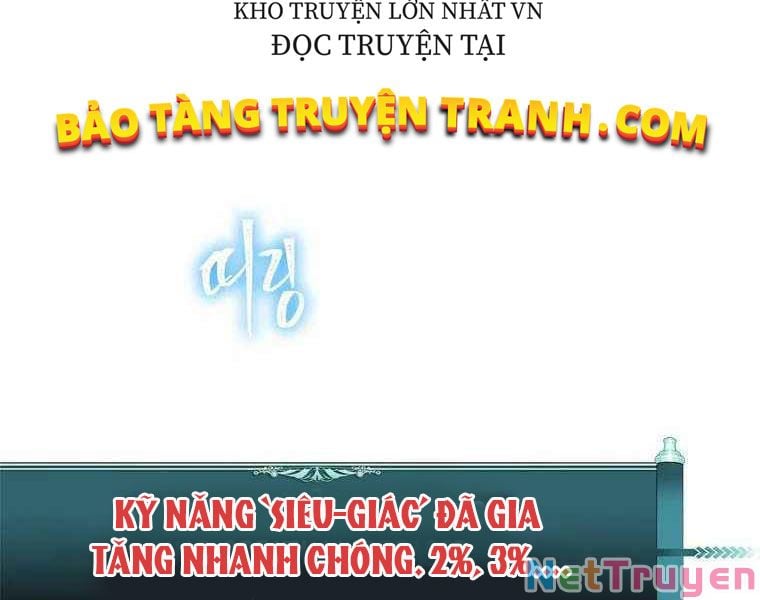 KHO TRUYỆN LỚN NHẤT VN
ĐỌC TRUYỆN TẠI
BẢO TÀNG TRUYỆN TRANH.COM
띠링
KỸ NĂNG 'SIÊU-GIÁC' ĐÃ GIA
TĂNG NHANH CHÓNG. 2%, 3%....
NetTruyen